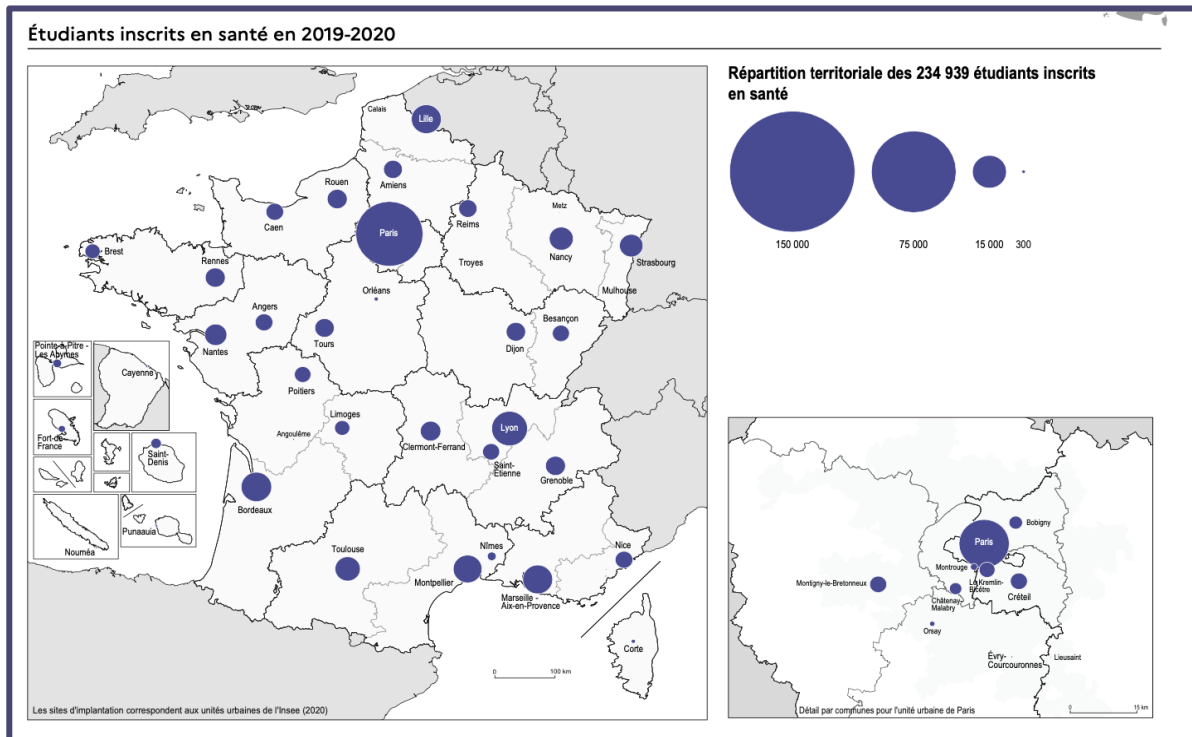 Étudiants inscrits en santé en 2019-2020
Répartition territoriale des 234 939 étudiants inscrits
en santé
150 000
75 000
15 000
300
Calais
Lille
Amiens
Rouen
Caen
Paris
Reims
Metz
Nancy
Strasbourg
Brest
Rennes
Troyes
Orléans
Mulhouse
Angers
Nantes
Tours
Besançon
Dijon
Pointe-à-Pitre -
Les Abymes
Cayenne
Poitiers
Limoges
Angoulême
Clermont-Ferrand
Lyon
Saint-
Étienne
Grenoble
Fort-de-
France
Saint-
Denis
Bordeaux
Punaauia
Nouméa
Toulouse
Nîmes
Montpellier
Nice
Marseille -
Aix-en-Provence
Corte
0
100 km
Les sites d'implantation correspondent aux unités urbaines de l'Insee (2020)
Bobigny
Paris
Montrouge
Le Kremlin-
Bicêtre
Montigny-le-Bretonneux
Châtenay-
Malabry
Créteil
Orsay
Évry-
Courcouronnes
Lieusaint
Détail par communes pour l'unité urbaine de Paris
0
15 km